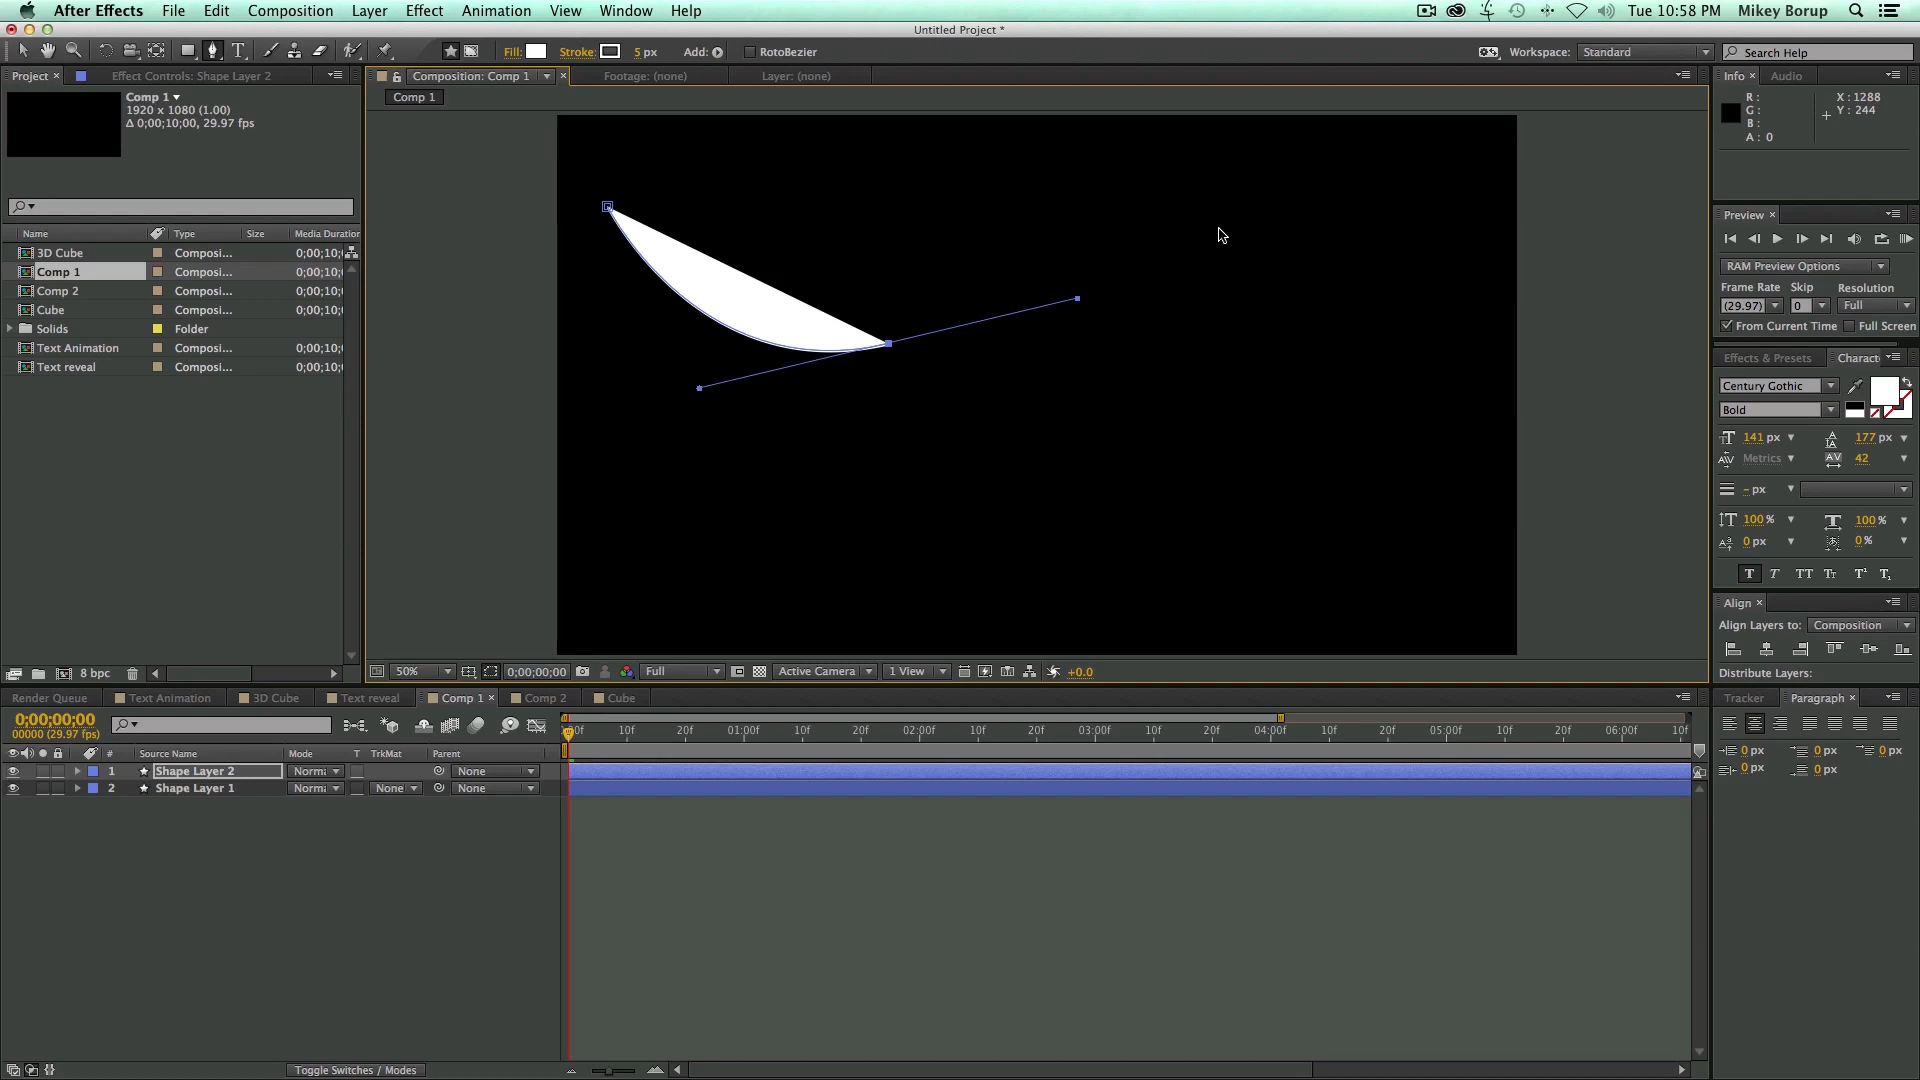 After Effects File Edit Composition Layer Effect Animation View Window Help Tue 10:58 PM Mikey Borup
Untitled Project *
Fill: Stroke: 5 px Add: RotoBezier Workspace: Standard Search Help
Project × Effect Controls: Shape Layer 2 Composition: Comp 1 × Footage: (none) Layer: (none) Info × Audio
Comp 1
Comp 1
1920 x 1080 (1.00)
Δ 0;00;10;00, 29.97 fps
R:
G:
B:
A: 0
X: 1288
Y: 244
Name Type Size Media Duration
3D Cube Composi... 0;00;10;
Comp 1 Composi... 0;00;10;
Comp 2 Composi... 0;00;10;
Cube Composi... 0;00;10;
Solids Folder
Text Animation Composi... 0;00;10;
Text reveal Composi... 0;00;10;
Preview ×
RAM Preview Options
Frame Rate Skip Resolution
(29.97) 0 Full
From Current Time Full Screen
Effects & Presets Charact
Century Gothic
Bold
141 px 177 px
Metrics 42
- px
100 % 100 %
0 px 0 %
T T TT Tt T¹ T₁
Align ×
Align Layers to: Composition
Distribute Layers:
8 bpc 50% 0;00;00;00 Full Active Camera 1 View +0.0
Render Queue Text Animation 3D Cube Text reveal Comp 1 × Comp 2 Cube
0;00;00;00
00000 (29.97 fps)
:00f 10f 20f 01:00f 10f 20f 02:00f 10f 20f 03:00f 10f 20f 04:00f 10f 20f 05:00f 10f 20f 06:00f 10f
# Source Name Mode T TrkMat Parent
1 Shape Layer 2 Norma None
2 Shape Layer 1 Norma None None
Tracker Paragraph ×
0 px 0 px 0 px
0 px 0 px
Toggle Switches / Modes